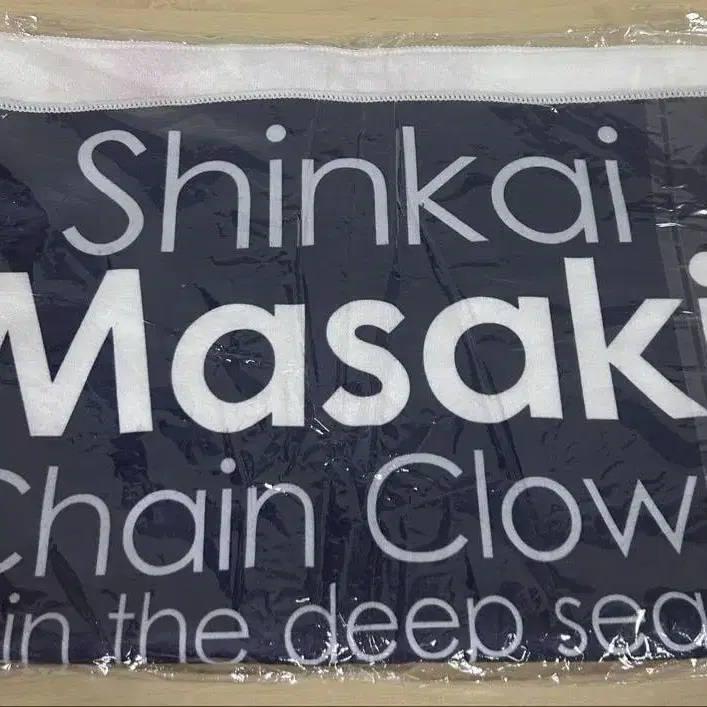 Shinkai
Masaki
Chain Clow
in the deep sea